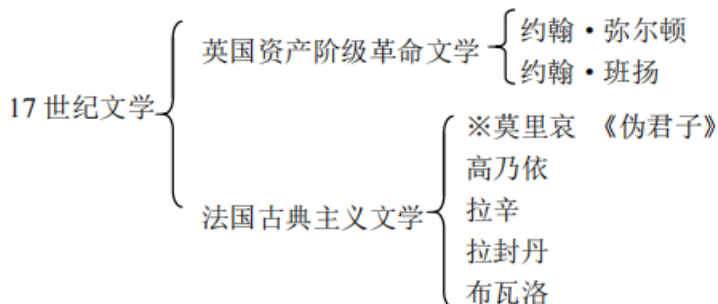 17 世纪文学
英国资产阶级革命文学
约翰·弥尔顿
约翰·班扬
法国古典主义文学
※莫里哀 《伪君子》
高乃依
拉辛
拉封丹
布瓦洛